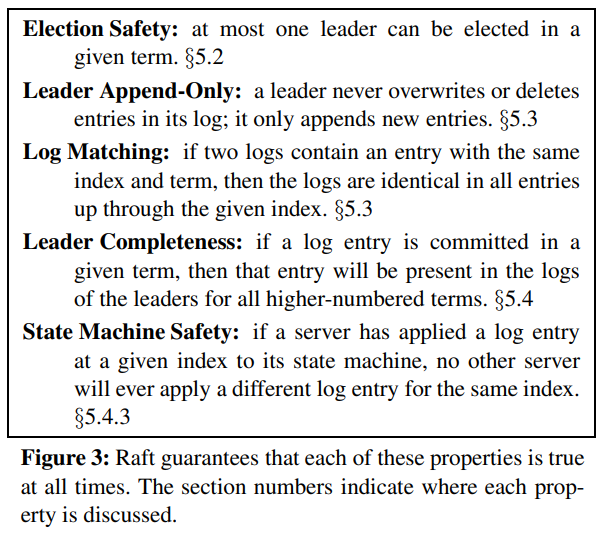 Election Safety: at most one leader can be elected in a
given term. §5.2
Leader Append-Only: a leader never overwrites or deletes
entries in its log; it only appends new entries. §5.3
Log Matching: if two logs contain an entry with the same
index and term, then the logs are identical in all entries
up through the given index. §5.3
Leader Completeness: if a log entry is committed in a
given term, then that entry will be present in the logs
of the leaders for all higher-numbered terms. §5.4
State Machine Safety: if a server has applied a log entry
at a given index to its state machine, no other server
will ever apply a different log entry for the same index.
§5.4.3
Figure 3: Raft guarantees that each of these properties is true
at all times. The section numbers indicate where each prop-
erty is discussed.